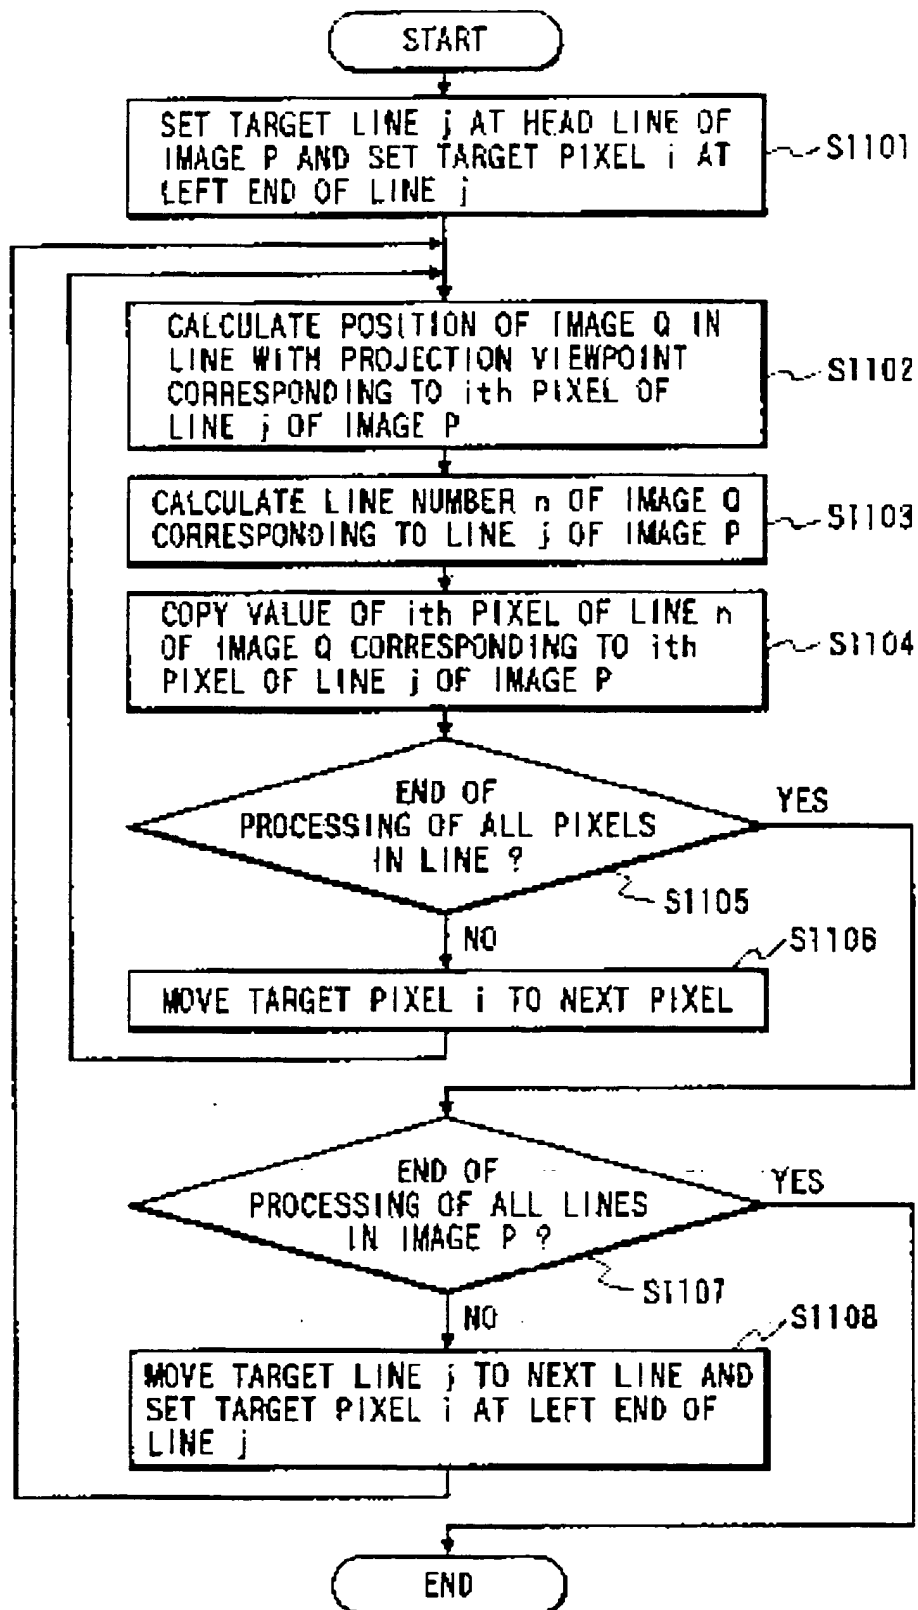 START
SET TARGET LINE j AT HEAD LINE OF
IMAGE P AND SET TARGET PIXEL i AT
LEFT END OF LINE j
S1101
CALCULATE POSITION OF IMAGE Q IN
LINE WITH PROJECTION VIEWPOINT
CORRESPONDING TO ith PIXEL OF
LINE j OF IMAGE P
S1102
CALCULATE LINE NUMBER n OF IMAGE Q
CORRESPONDING TO LINE j OF IMAGE P
S1103
COPY VALUE OF ith PIXEL OF LINE n
OF IMAGE Q CORRESPONDING TO ith
PIXEL OF LINE j OF IMAGE P
S1104
END OF
PROCESSING OF ALL PIXELS
IN LINE ?
YES
S1105
NO
S1106
MOVE TARGET PIXEL i TO NEXT PIXEL
END OF
PROCESSING OF ALL LINES
IN IMAGE P ?
YES
S1107
NO
S1108
MOVE TARGET LINE j TO NEXT LINE AND
SET TARGET PIXEL i AT LEFT END OF
LINE j
END